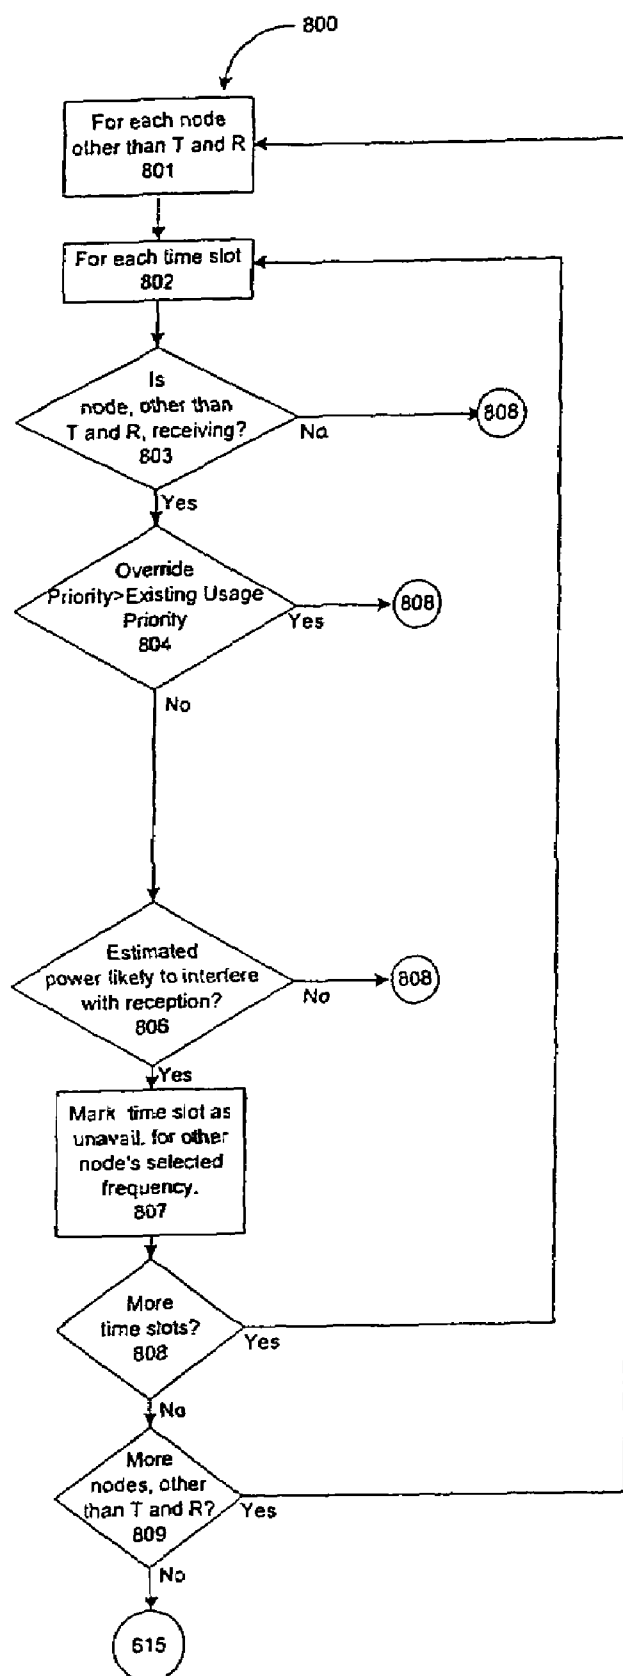 800
For each node
other than T and R
801
For each time slot
802
Is
node, other than
T and R, receiving?
803
No
808
Yes
Override
Priority>Existing Usage
Priority
804
Yes
808
No
Estimated
power likely to interfere
with reception?
806
No
808
Yes
Mark time slot as
unavail. for other
node's selected
frequency.
807
More
time slots?
808
Yes
No
More
nodes, other
than T and R?
809
Yes
No
615